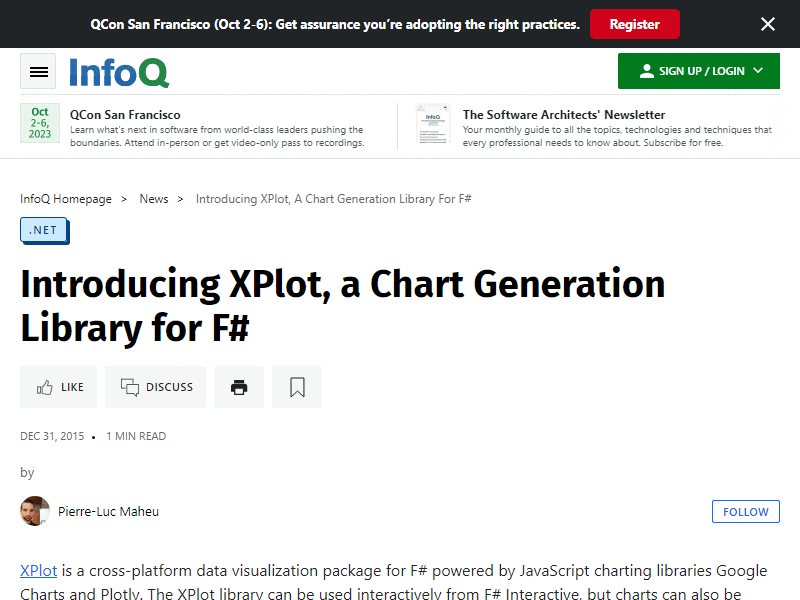 QCon San Francisco (Oct 2-6): Get assurance you’re adopting the right practices.
Register
InfoQ
SIGN UP / LOGIN
Oct
2-6,
2023
QCon San Francisco
Learn what's next in software from world-class leaders pushing the
boundaries. Attend in-person or get video-only pass to recordings.
InfoQ
The Software Architects' Newsletter
Your monthly guide to all the topics, technologies and techniques that
every professional needs to know about. Subscribe for free.
InfoQ Homepage > News > Introducing XPlot, A Chart Generation Library For F#
.NET
Introducing XPlot, a Chart Generation
Library for F#
LIKE
DISCUSS
DEC 31, 2015 • 1 MIN READ
by
Pierre-Luc Maheu
FOLLOW
XPlot is a cross-platform data visualization package for F# powered by JavaScript charting libraries Google
Charts and Plotly. The XPlot library can be used interactively from F# Interactive, but charts can also be